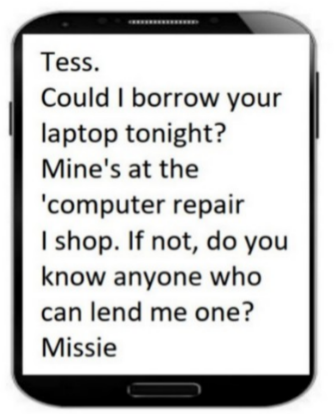 Tess.
Could I borrow your
laptop tonight?
Mine's at the
'computer repair
I shop. If not, do you
know anyone who
can lend me one?
Missie